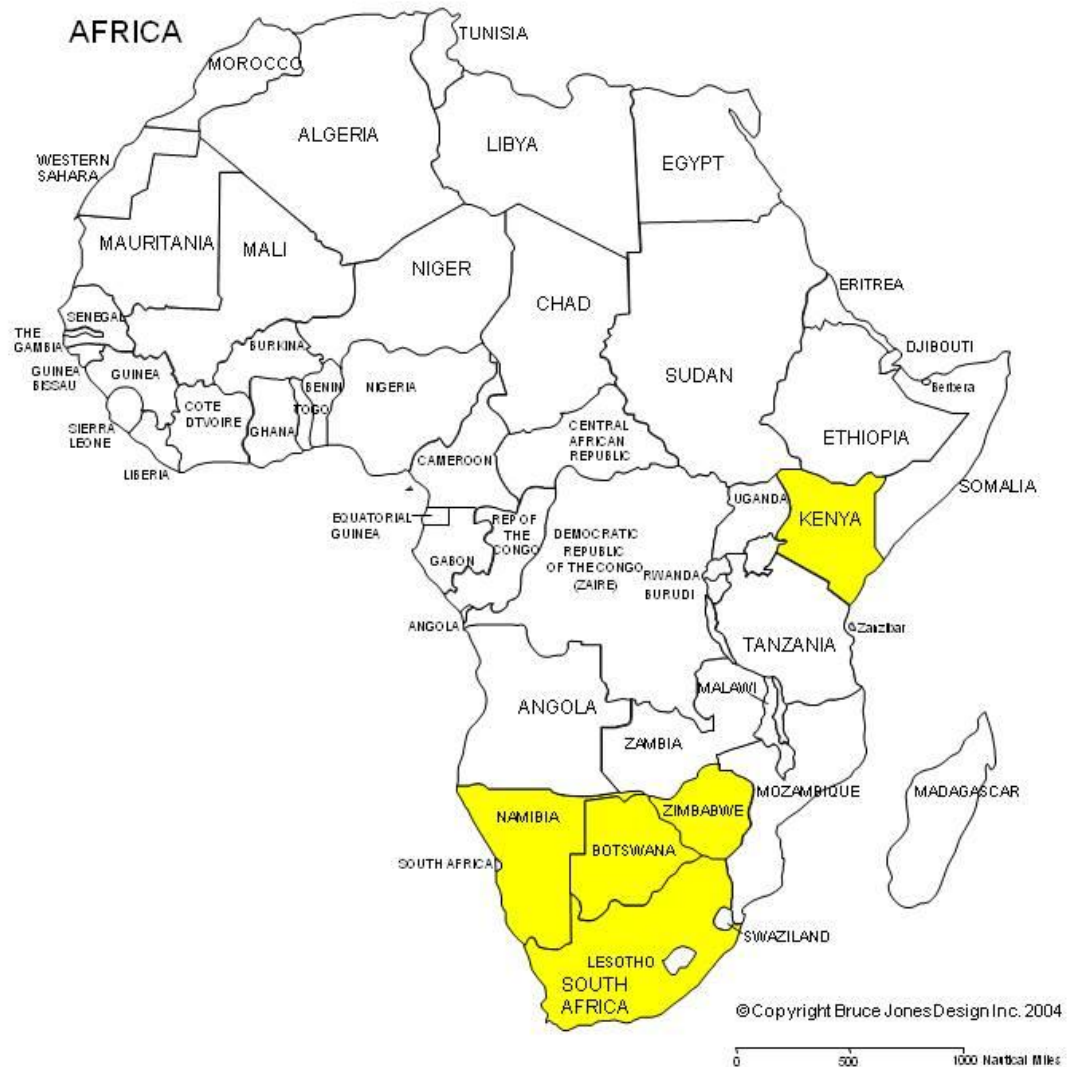 AFRICA
TUNISIA
MOROCCO
ALGERIA
LIBYA
EGYPT
WESTERN
SAHARA
MAURITANIA
MALI
NIGER
CHAD
SUDAN
ERITREA
DJIBOUTI
Berbera
SENEGAL
THE
GAMBIA
GUINEA
BISSAU
GUINEA
BURKINA
BENIN
NIGERIA
SIERRA
LEONE
COTE
DTVOIRE
GHANA
TOGO
LIBERIA
CAMEROON
CENTRAL
AFRICAN
REPUBLIC
ETHIOPIA
SOMALIA
UGANDA
KENYA
EQUATORIAL
GUINEA
REP OF
THE
CONGO
GABON
DEMOCRATIC
REPUBLIC
OF THE CONGO
(ZAIRE)
RWANDA
BURUDI
ANGOLA
TANZANIA
Zanzibar
ANGOLA
MALAWI
ZAMBIA
MOZAMBIQUE
MADAGASCAR
NAMIBIA
ZIMBABWE
BOTSWANA
SOUTH AFRICA
SWAZILAND
LESOTHO
SOUTH
AFRICA
© Copyright Bruce Jones Design Inc. 2004
0 500 1000 Nautical Miles